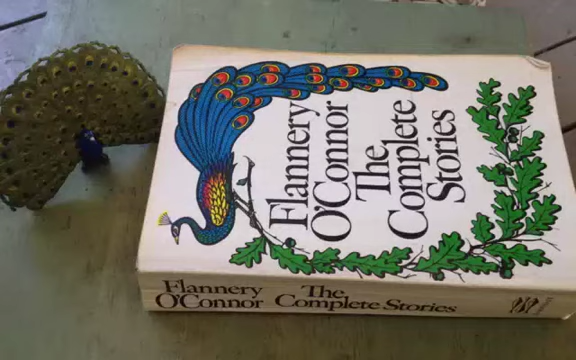 Flannery
O'Connor
The
Complete
Stories
Flannery
O'Connor
The
Complete Stories